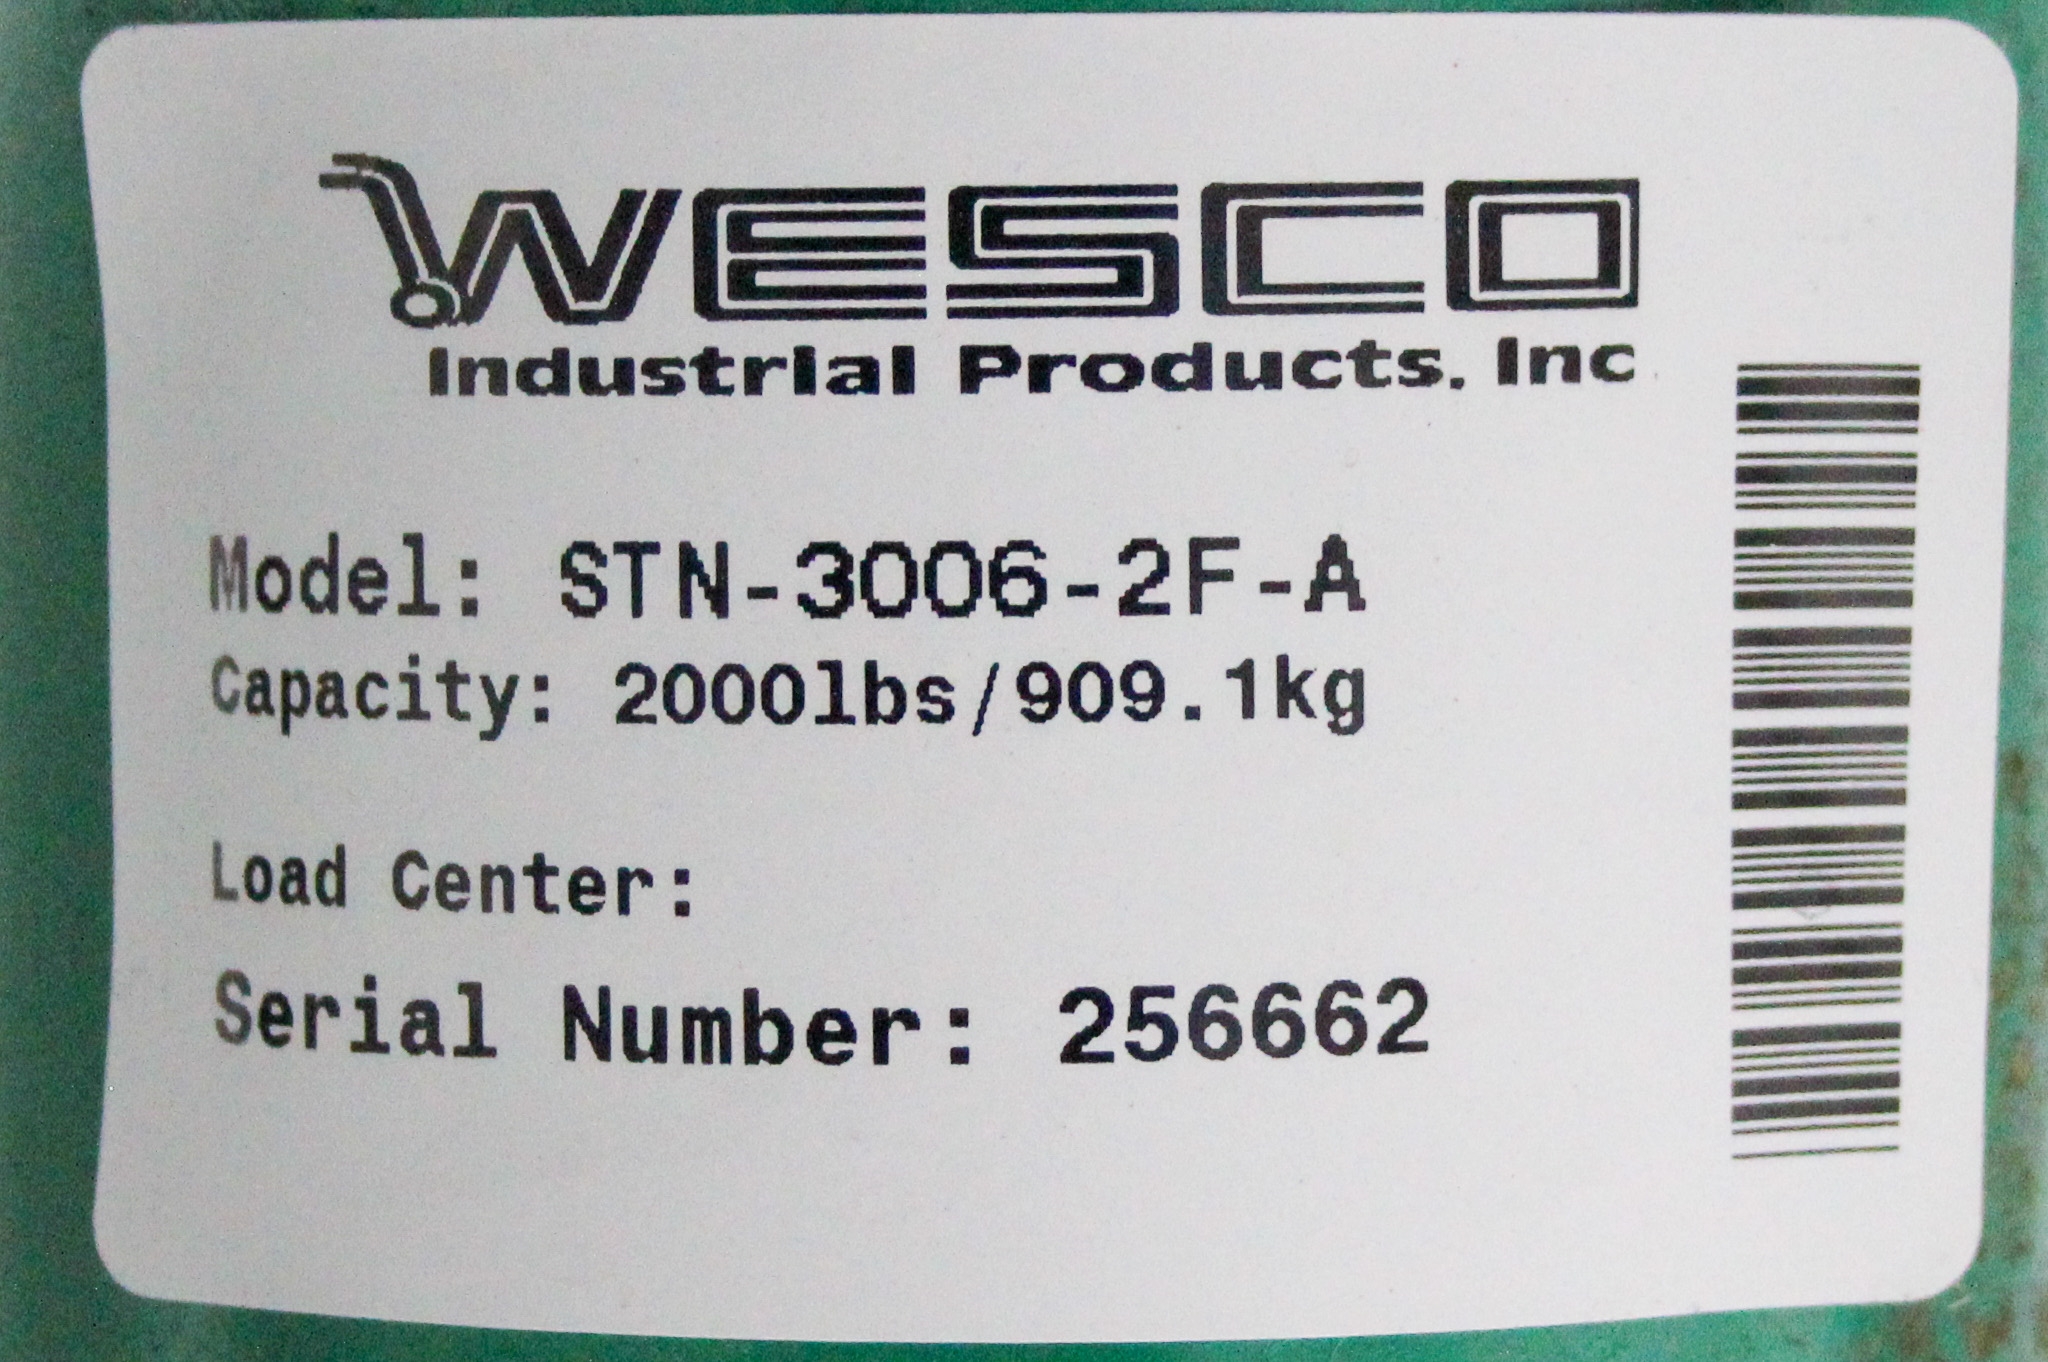 WESCO
Industrial Products, Inc
Model: STN-3006-2F-A
Capacity: 2000lbs/909.1kg
Load Center:
Serial Number: 256662